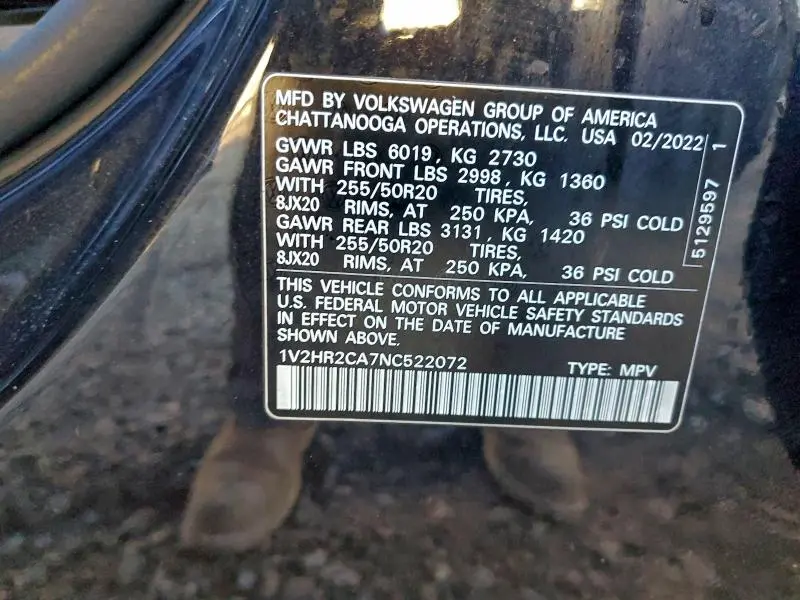 MFD BY VOLKSWAGEN GROUP OF AMERICA
CHATTANOOGA OPERATIONS, LLC. USA 02/2022
GVWR LBS 6019, KG 2730
GAWR FRONT LBS 2998, KG 1360
WITH 255/50R20 TIRES,
8JX20 RIMS, AT 250 KPA, 36 PSI COLD
GAWR REAR LBS 3131, KG 1420
WITH 255/50R20 TIRES,
8JX20 RIMS, AT 250 KPA, 36 PSI COLD
THIS VEHICLE CONFORMS TO ALL APPLICABLE
U.S. FEDERAL MOTOR VEHICLE SAFETY STANDARDS
IN EFFECT ON THE DATE OF MANUFACTURE
SHOWN ABOVE.
1V2HR2CA7NC522072 TYPE: MPV
5129597 1